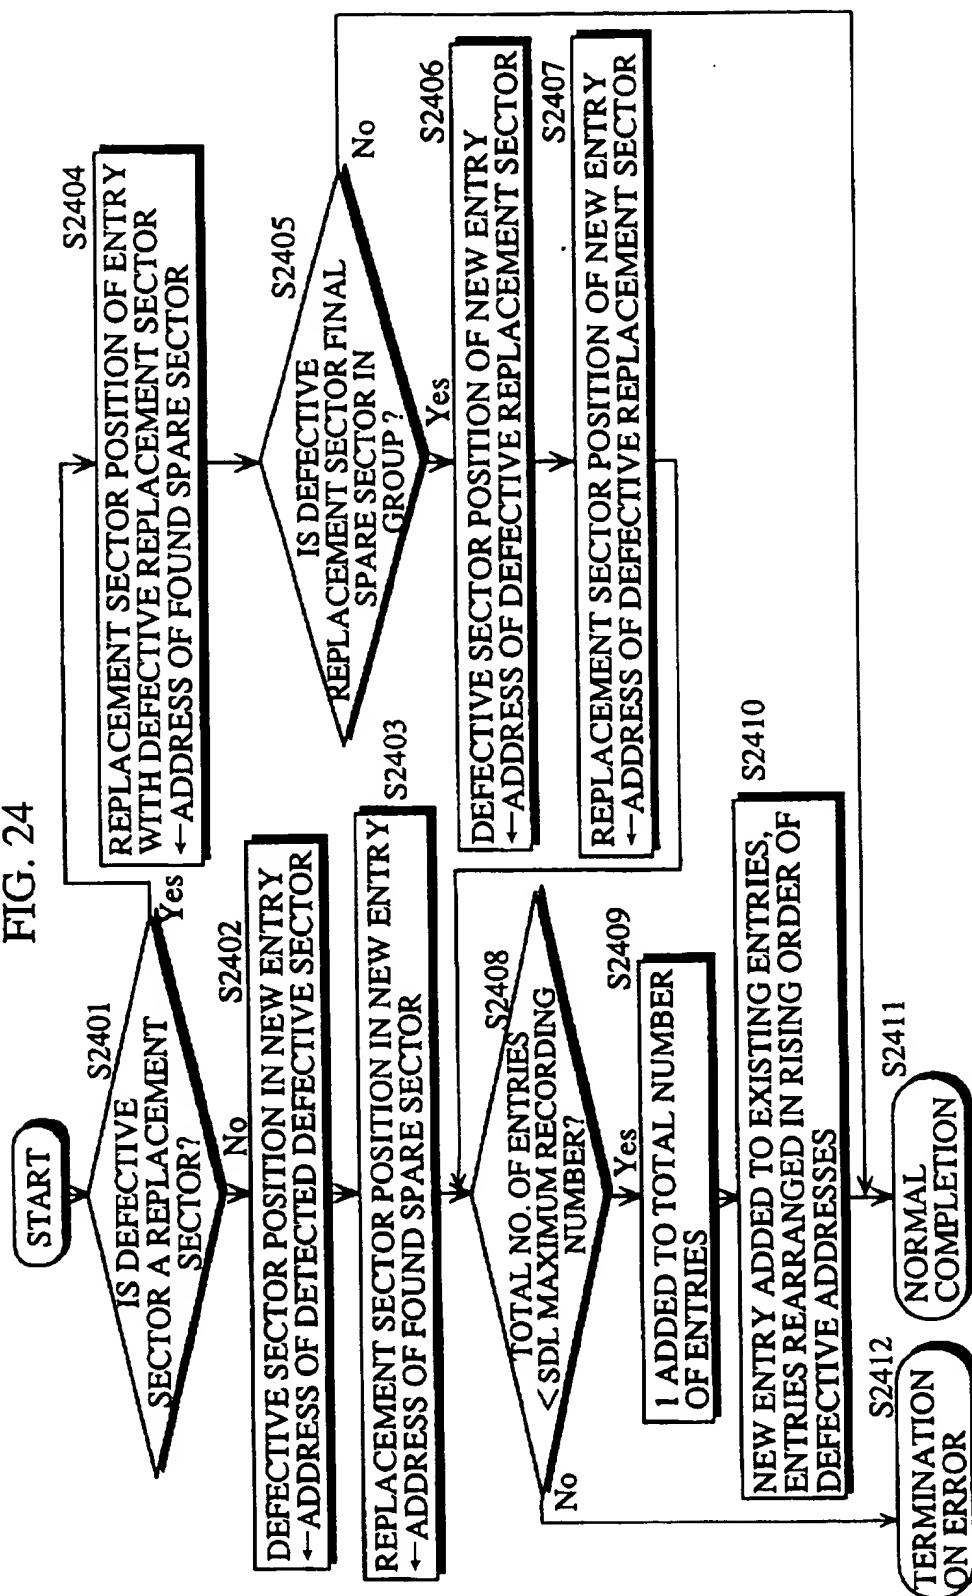 FIG. 24
START
S2401
IS DEFECTIVE
SECTOR A REPLACEMENT
SECTOR?
Yes
No
S2402
DEFECTIVE SECTOR POSITION IN NEW ENTRY
←ADDRESS OF DETECTED DEFECTIVE SECTOR
S2403
REPLACEMENT SECTOR POSITION IN NEW ENTRY
←ADDRESS OF FOUND SPARE SECTOR
S2404
REPLACEMENT SECTOR POSITION OF ENTRY
WITH DEFECTIVE REPLACEMENT SECTOR
←ADDRESS OF FOUND SPARE SECTOR
S2405
IS DEFECTIVE
REPLACEMENT SECTOR FINAL
SPARE SECTOR IN
GROUP?
No
Yes
S2406
DEFECTIVE SECTOR POSITION OF NEW ENTRY
←ADDRESS OF DEFECTIVE REPLACEMENT SECTOR
S2407
REPLACEMENT SECTOR POSITION OF NEW ENTRY
←ADDRESS OF DEFECTIVE REPLACEMENT SECTOR
S2408
TOTAL NO. OF ENTRIES
<SDL MAXIMUM RECORDING
NUMBER?
No
Yes
S2409
1 ADDED TO TOTAL NUMBER
OF ENTRIES
S2410
NEW ENTRY ADDED TO EXISTING ENTRIES,
ENTRIES REARRANGED IN RISING ORDER OF
DEFECTIVE ADDRESSES
S2411
NORMAL
COMPLETION
S2412
TERMINATION
ON ERROR